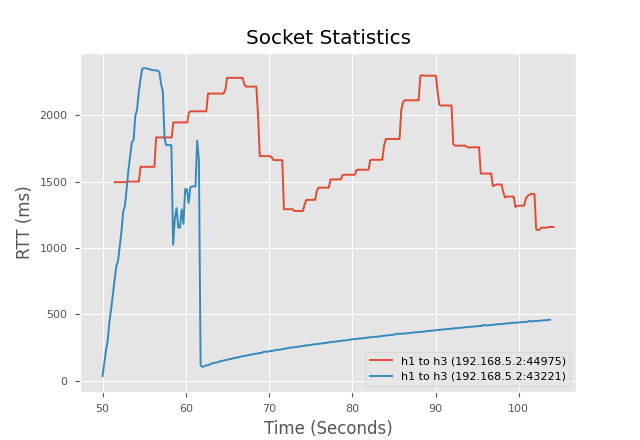 Socket Statistics
RTT (ms)
2000
1500
1000
500
0
50
60
70
80
90
100
Time (Seconds)
h1 to h3 (192.168.5.2:44975)
h1 to h3 (192.168.5.2:43221)